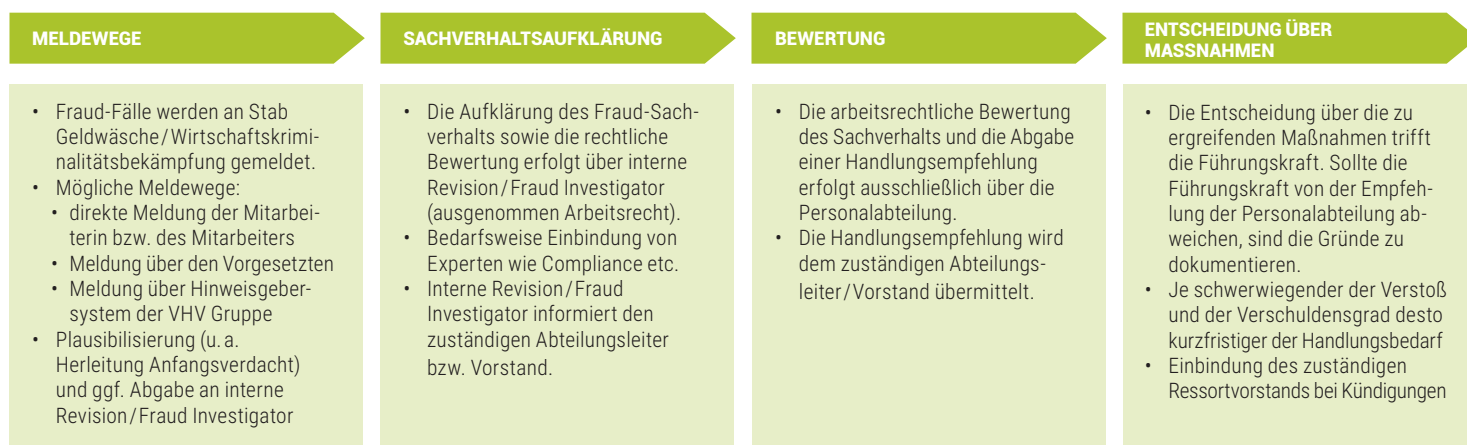 MELDEWEGE
• Fraud-Fälle werden an Stab
Geldwäsche/Wirtschaftskrimi-
nalitätsbekämpfung gemeldet.
• Mögliche Meldewege:
• direkte Meldung der Mitarbei-
terin bzw. des Mitarbeiters
• Meldung über den Vorgesetzten
• Meldung über Hinweisgeber-
system der VHV Gruppe
• Plausibilisierung (u. a.
Herleitung Anfangsverdacht)
und ggf. Abgabe an interne
Revision/Fraud Investigator
SACHVERHALTSAUFKLÄRUNG
• Die Aufklärung des Fraud-Sach-
verhalts sowie die rechtliche
Bewertung erfolgt über interne
Revision/Fraud Investigator
(ausgenommen Arbeitsrecht).
• Bedarfsweise Einbindung von
Experten wie Compliance etc.
• Interne Revision/Fraud
Investigator informiert den
zuständigen Abteilungsleiter
bzw. Vorstand.
BEWERTUNG
• Die arbeitsrechtliche Bewertung
des Sachverhalts und die Abgabe
einer Handlungsempfehlung
erfolgt ausschließlich über die
Personalabteilung.
• Die Handlungsempfehlung wird
dem zuständigen Abteilungs-
leiter/Vorstand übermittelt.
ENTSCHEIDUNG ÜBER
MASSNAHMEN
• Die Entscheidung über die zu
ergreifenden Maßnahmen trifft
die Führungskraft. Sollte die
Führungskraft von der Empfeh-
lung der Personalabteilung ab-
weichen, sind die Gründe zu
dokumentieren.
• Je schwerwiegender der Verstoß
und der Verschuldensgrad desto
kurzfristiger der Handlungsbedarf
• Einbindung des zuständigen
Ressortvorstands bei Kündigungen